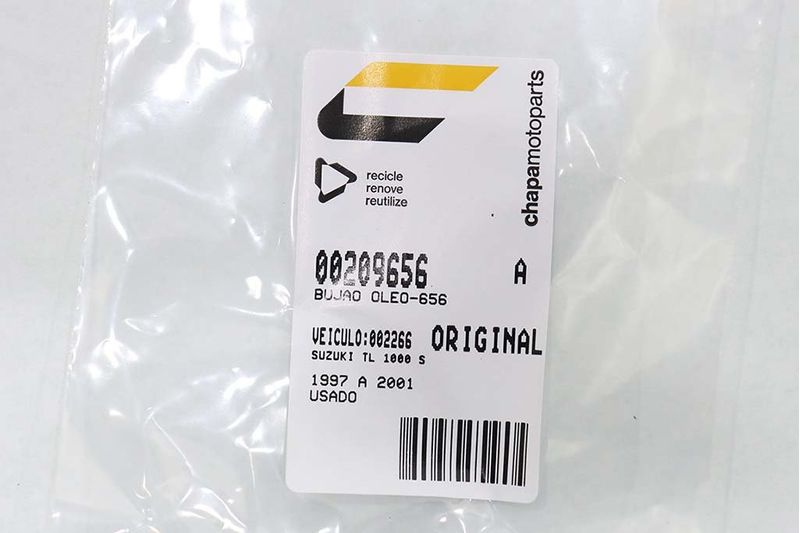 chapamotoparts
recicle
renove
reutilize
00209656 A
BUJAO OLEO-656
VEICULO:002266 ORIGINAL
SUZUKI TL 1000 S
1997 A 2001
USADO